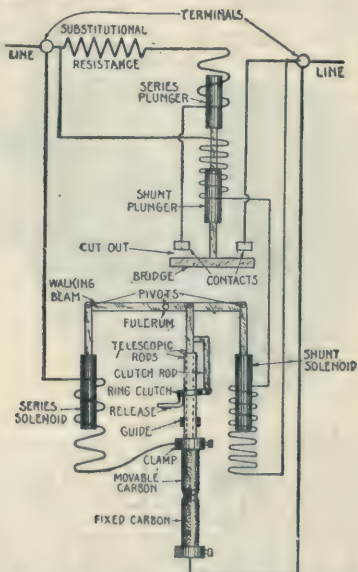 TERMINALS
SUBSTITUTIONAL
LINE
RESISTANCE
LINE
SERIES
PLUNGER
SHUNT
PLUNGER
CUT OUT
BRIDGE
CONTACTS
WALKING
BEAM
PIVOTS
FULERUM
TELESCOPIC
RODS
CLUTCH ROD
RING CLUTCH
RELEASE
SHUNT
SOLENOID
SERIES
SOLENOID
GUIDE
CLAMP
MOVABLE
CARBON
FIXED CARBON